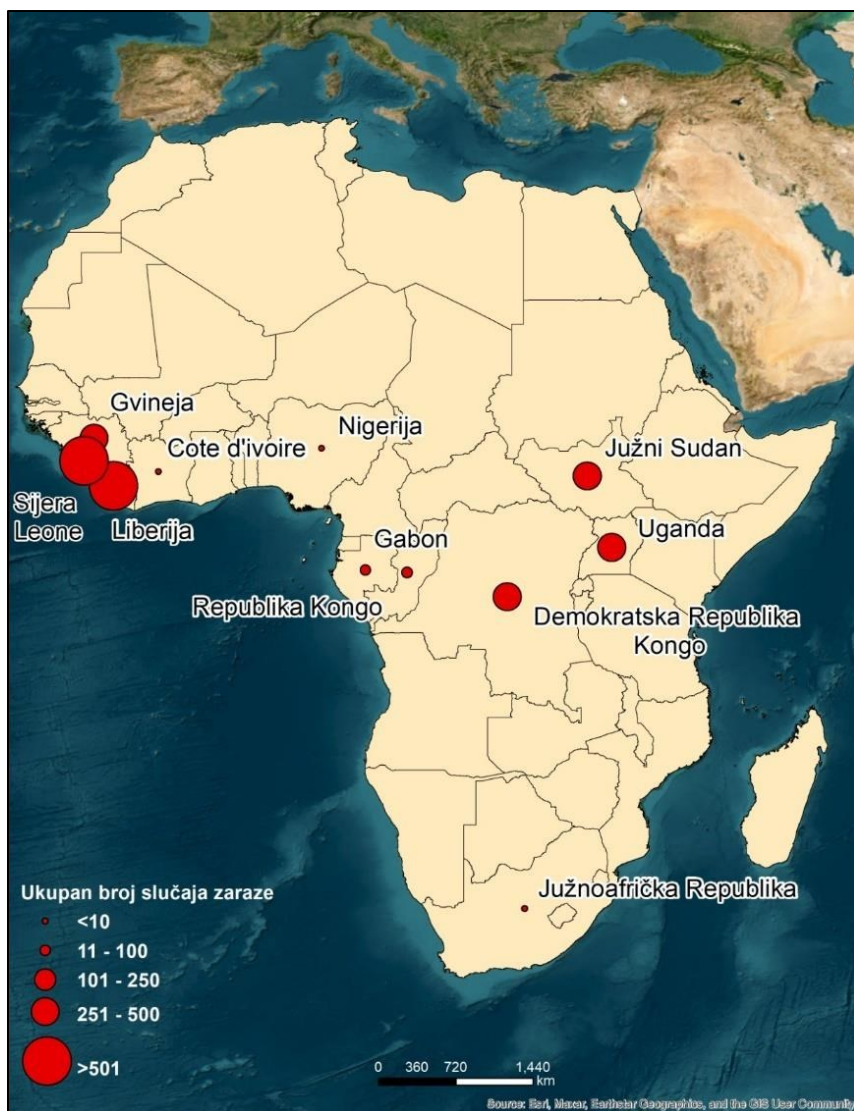 Gvineja
Nigerija
Cote d'ivoire
Južni Sudan
Sijera
Leone
Liberija
Uganda
Gabon
Republika Kongo
Demokratska Republika
Kongo
Južnoafrička Republika
Ukupan broj slučaja zaraze
<10
11 - 100
101 - 250
251 - 500
>501
0 360 720 1,440
km
Source: Esri, Maxar, Earthstar Geographics, and the GIS User Community